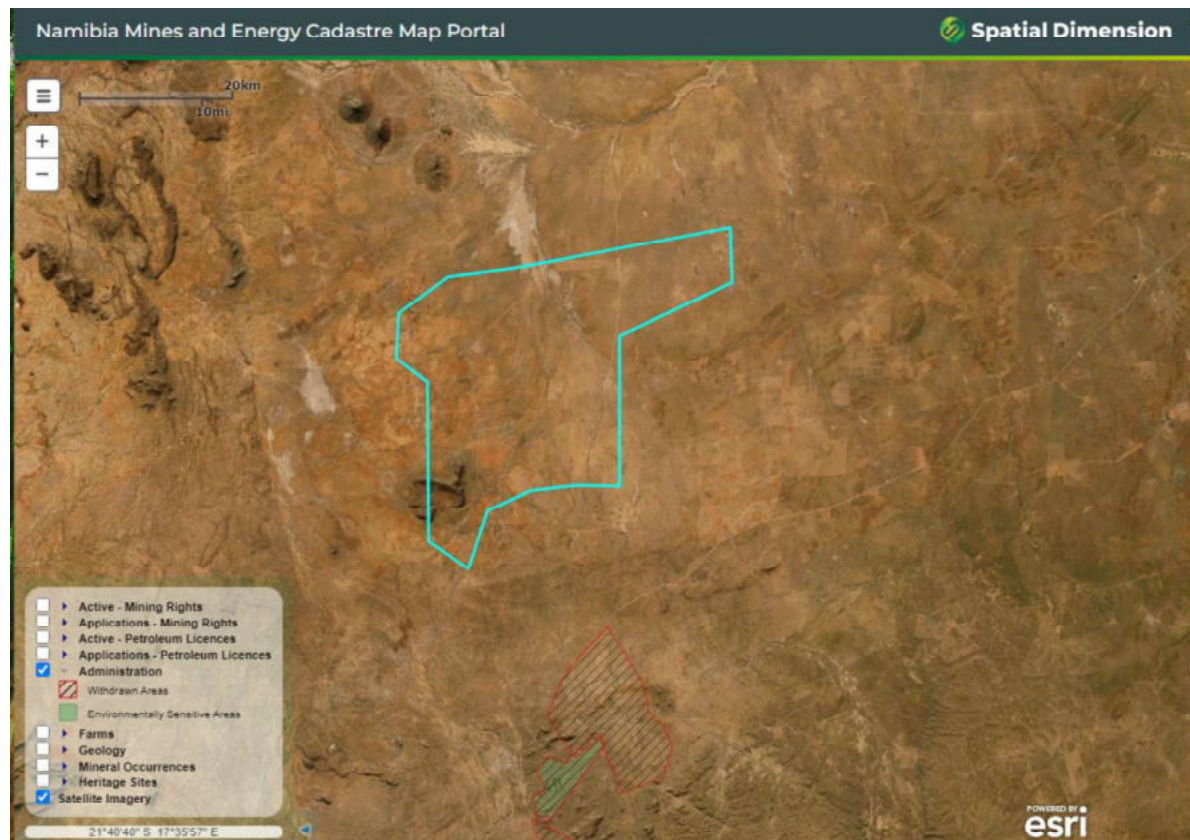 Namibia Mines and Energy Cadastre Map Portal
Spatial Dimension
20km
10mi
+
−
Active - Mining Rights
Applications - Mining Rights
Active - Petroleum Licences
Applications - Petroleum Licences
Administration
Withdrawn Areas
Environmentally Sensitive Areas
Farms
Geology
Mineral Occurrences
Heritage Sites
Satellite Imagery
21°40'40" S 17°35'57" E
POWERED BY
esri